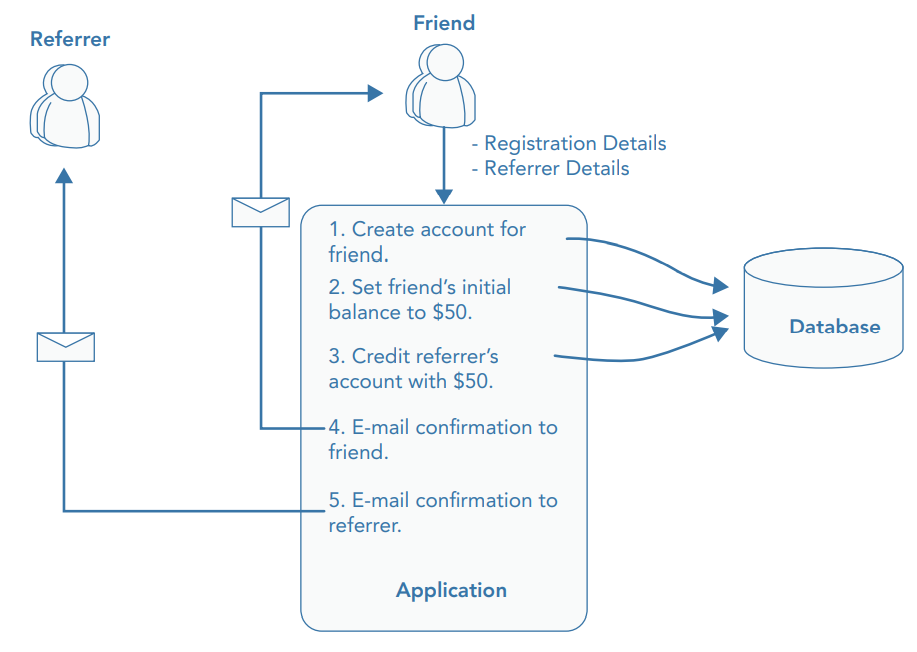 Friend
Referrer
- Registration Details
- Referrer Details
1. Create account for
friend.
2. Set friend's initial
balance to $50.
Database
3. Credit referrer's
account with $50.
4. E-mail confirmation to
friend.
5. E-mail confirmation to
referrer.
Application